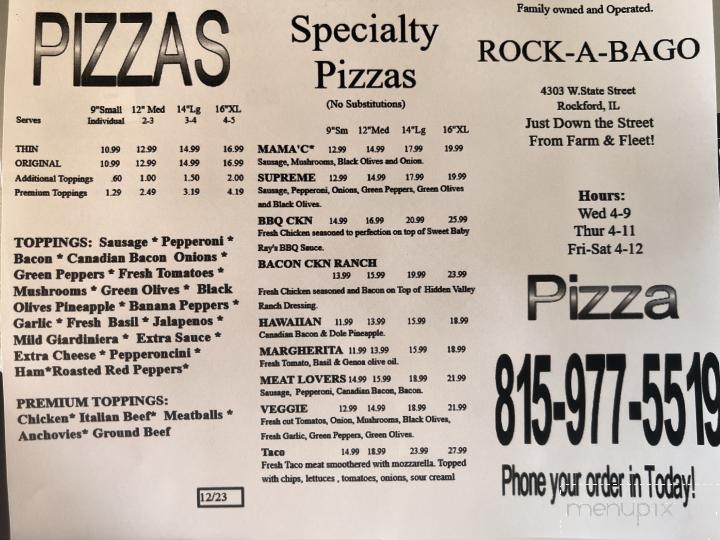 PIZZAS
9"Small 12" Med 14"Lg 16"XL
Serves Individual 2-3 3-4 4-5
THIN 10.99 12.99 14.99 16.99
ORIGINAL 10.99 12.99 14.99 16.99
Additional Toppings .60 1.00 1.50 2.00
Premium Toppings 1.29 2.49 3.19 4.19
TOPPINGS: Sausage * Pepperoni *
Bacon * Canadian Bacon Onions *
Green Peppers * Fresh Tomatoes *
Mushrooms * Green Olives * Black
Olives Pineapple * Banana Peppers *
Garlic * Fresh Basil * Jalapenos *
Mild Giardiniera * Extra Sauce *
Extra Cheese * Pepperoncini *
Ham*Roasted Red Peppers*
PREMIUM TOPPINGS:
Chicken* Italian Beef* Meatballs *
Anchovies* Ground Beef
12/23
Specialty
Pizzas
(No Substitutions)
9"Sm 12"Med 14"Lg 16"XL
MAMA'C* 12.99 14.99 17.99 19.99
Sausage, Mushrooms, Black Olives and Onion.
SUPREME 12.99 14.99 17.99 19.99
Sausage, Pepperoni, Onions, Green Peppers, Green Olives
and Black Olives.
BBQ CKN 14.99 16.99 20.99 25.99
Fresh Chicken seasoned to perfection on top of Sweet Baby
Ray's BBQ Sauce.
BACON CKN RANCH
13.99 15.99 19.99 23.99
Fresh Chicken seasoned and Bacon on Top of Hidden Valley
Ranch Dressing.
HAWAIIAN 11.99 13.99 15.99 18.99
Canadian Bacon & Dole Pineapple.
MARGHERITA 11.99 13.99 15.99 18.99
Fresh Tomato, Basil & Genoa olive oil.
MEAT LOVERS 14.99 15.99 18.99 21.99
Sausage, Pepperoni, Canadian Bacon, Bacon.
VEGGIE 12.99 14.99 18.99 21.99
Fresh cut Tomatos, Onion, Mushrooms, Black Olives,
Fresh Garlic, Green Peppers, Green Olives.
Taco 14.99 18.99 23.99 27.99
Fresh Taco meat smoothered with mozzarella. Topped
with chips, lettuces , tomatoes, onions, sour cream1
Family owned and Operated.
ROCK-A-BAGO
4303 W.State Street
Rockford, IL
Just Down the Street
From Farm & Fleet!
Hours:
Wed 4-9
Thur 4-11
Fri-Sat 4-12
Pizza
815-977-5519
Phone your order in Today!
menupix